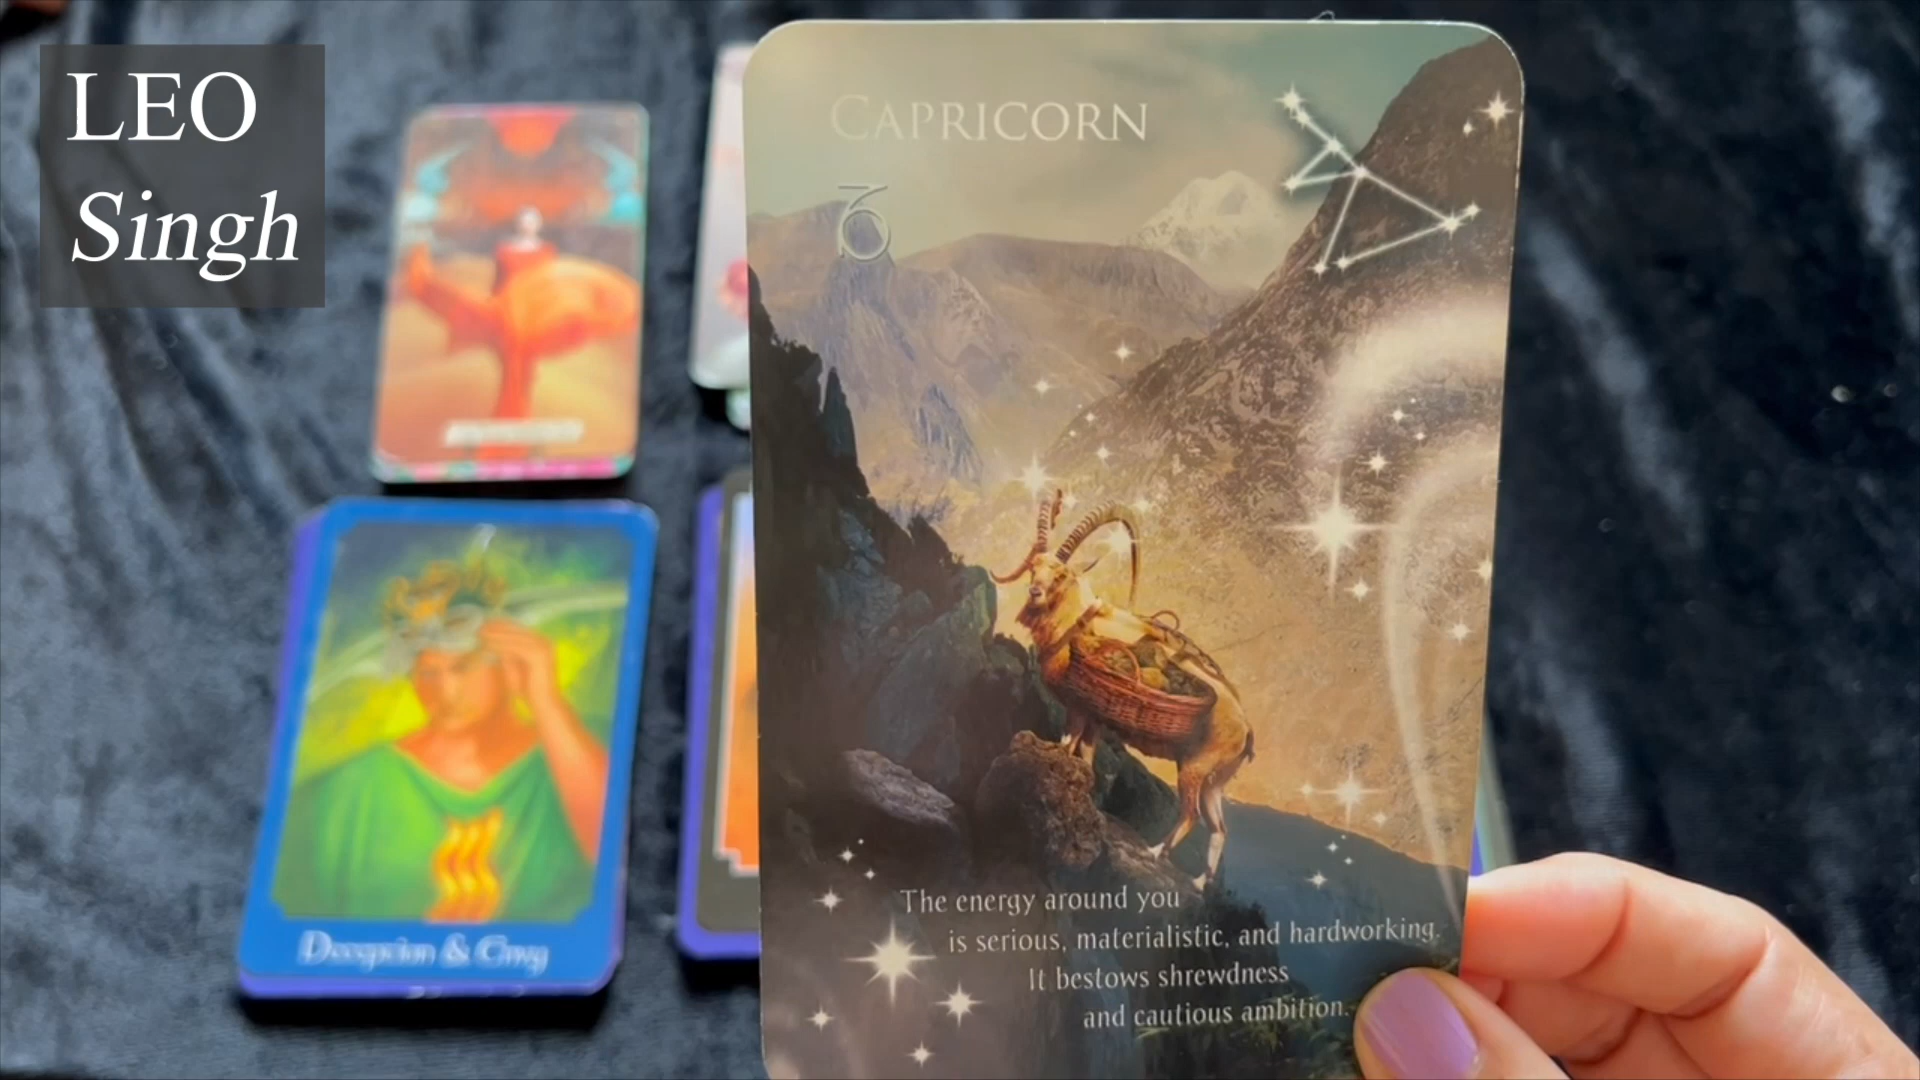 LEO
Singh
CAPRICORN
The energy around you
is serious, materialistic, and hardworking.
It bestows shrewdness
and cautious ambition.
Deception & Envy